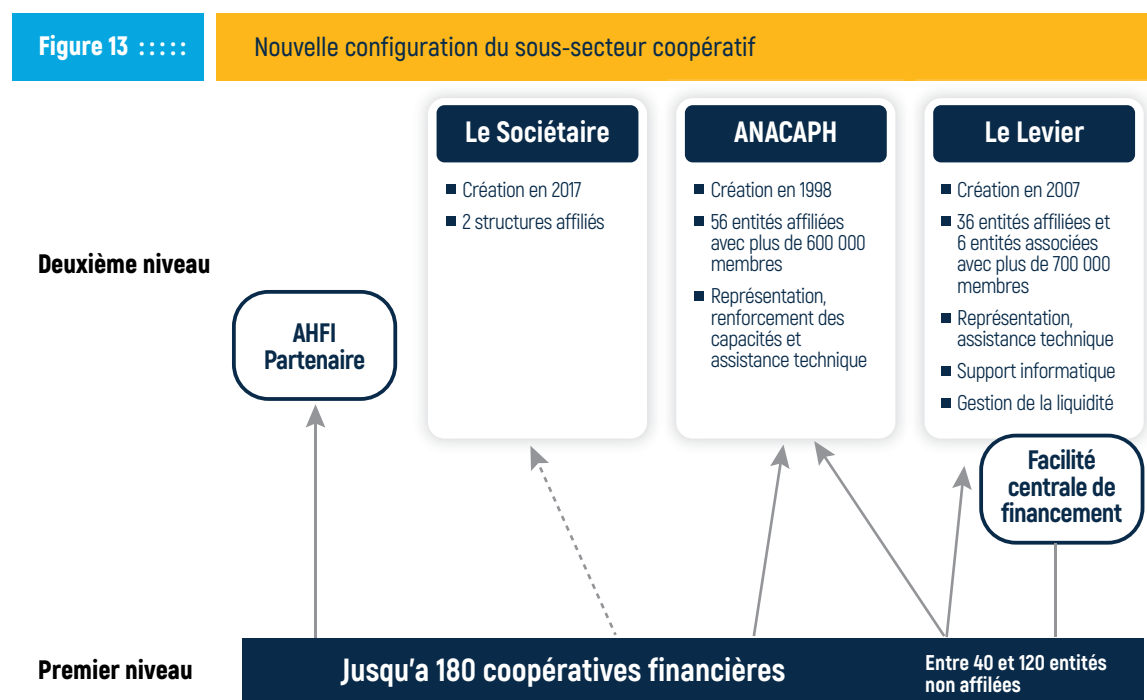 Figure 13 :::::
Nouvelle configuration du sous-secteur coopératif
Le Sociétaire
■ Création en 2017
■ 2 structures affiliés
ANACAPH
■ Création en 1998
■ 56 entités affiliées
avec plus de 600 000
membres
■ Représentation,
renforcement des
capacités et
assistance technique
Le Levier
■ Création en 2007
■ 36 entités affiliées et
6 entités associées
avec plus de 700 000
membres
■ Représentation,
assistance technique
■ Support informatique
■ Gestion de la liquidité
Deuxième niveau
AHFI
Partenaire
Facilité
centrale de
financement
Premier niveau
Jusqu'a 180 coopératives financières
Entre 40 et 120 entités
non affilées